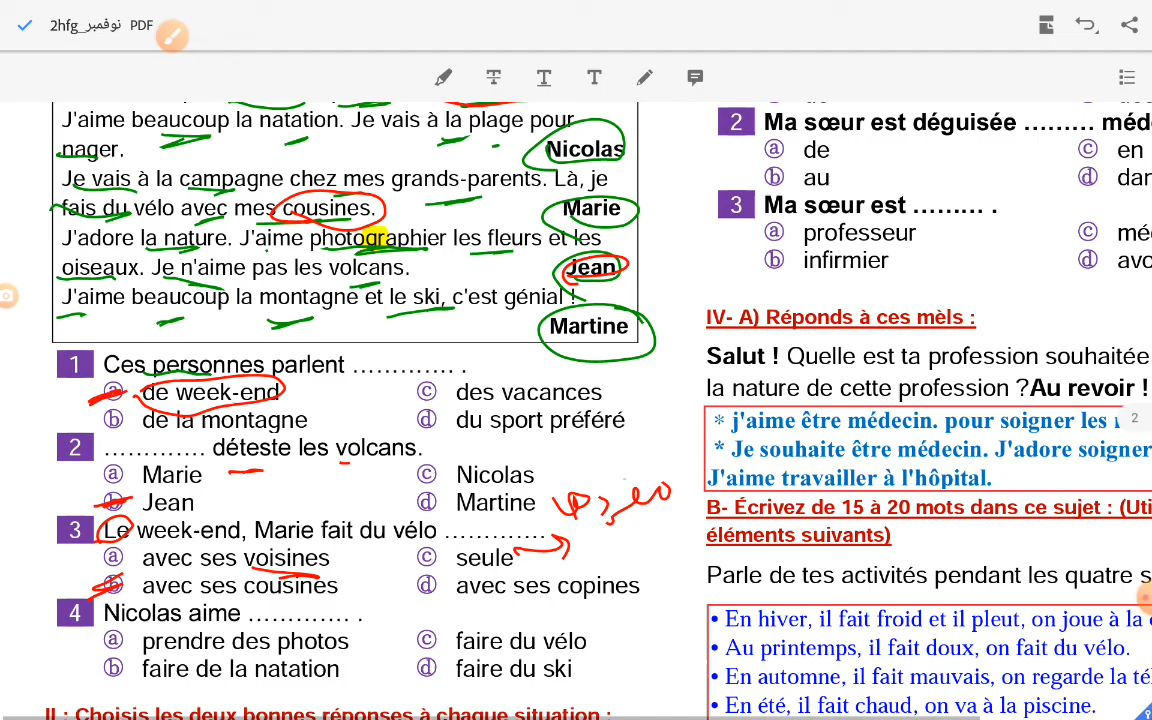 2hfg_نوفمبر PDF
J'aime beaucoup la natation. Je vais à la plage pour
nager.
Nicolas
Je vais à la campagne chez mes grands-parents. Là, je
fais du vélo avec mes cousines.
Marie
J'adore la nature. J'aime photographier les fleurs et les
oiseaux. Je n'aime pas les volcans.
Jean
J'aime beaucoup la montagne et le ski, c'est génial !
Martine
1 Ces personnes parlent …………. .
ⓐ de week-end ⓒ des vacances
ⓑ de la montagne ⓓ du sport préféré
2 …………. déteste les volcans.
ⓐ Marie ⓒ Nicolas
ⓑ Jean ⓓ Martine
3 Le week-end, Marie fait du vélo ………….
ⓐ avec ses voisines ⓒ seule
ⓑ avec ses cousines ⓓ avec ses copines
4 Nicolas aime …………. .
ⓐ prendre des photos ⓒ faire du vélo
ⓑ faire de la natation ⓓ faire du ski
II : Choisis les deux bonnes réponses à chaque situation :
2 Ma sœur est déguisée ……… méde
ⓐ de ⓒ en
ⓑ au ⓓ dan
3 Ma sœur est ……… .
ⓐ professeur ⓒ mé
ⓑ infirmier ⓓ avo
IV- A) Réponds à ces mèls :
Salut ! Quelle est ta profession souhaitée
la nature de cette profession ?Au revoir !
2
* j'aime être médecin. pour soigner les
* Je souhaite être médecin. J'adore soigner
J'aime travailler à l'hôpital.
B- Écrivez de 15 à 20 mots dans ce sujet : (Uti
éléments suivants)
Parle de tes activités pendant les quatre s
• En hiver, il fait froid et il pleut, on joue à la
• Au printemps, il fait doux, on fait du vélo.
• En automne, il fait mauvais, on regarde la tél
• En été, il fait chaud, on va à la piscine.